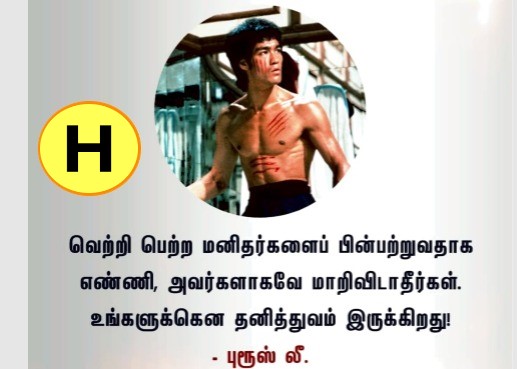 H
வெற்றி பெற்ற மனிதர்களைப் பின்பற்றுவதாக
எண்ணி, அவர்களாகவே மாறிவிடாதீர்கள்.
உங்களுக்கென தனித்துவம் இருக்கிறது!
- புரூஸ் லீ.